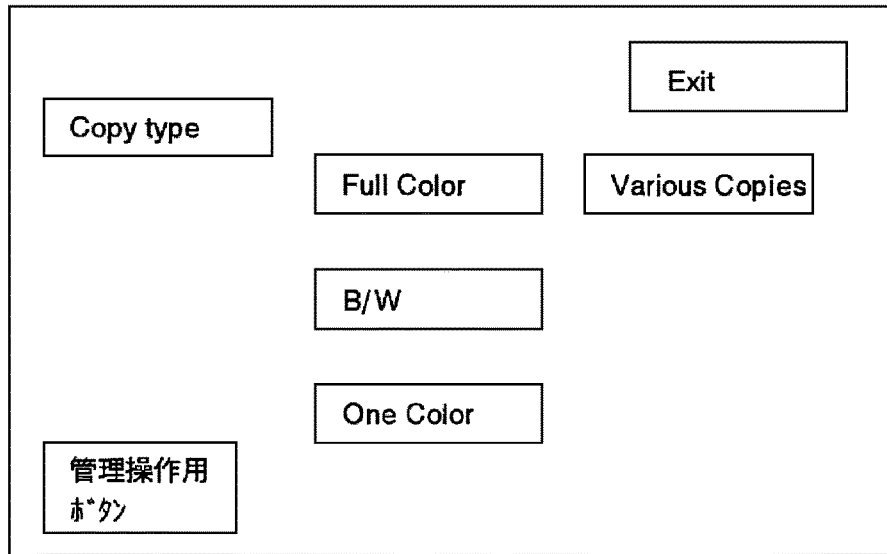 Exit
Copy type
Full Color
Various Copies
B/W
One Color
管理操作用
ﾎﾞﾀﾝ